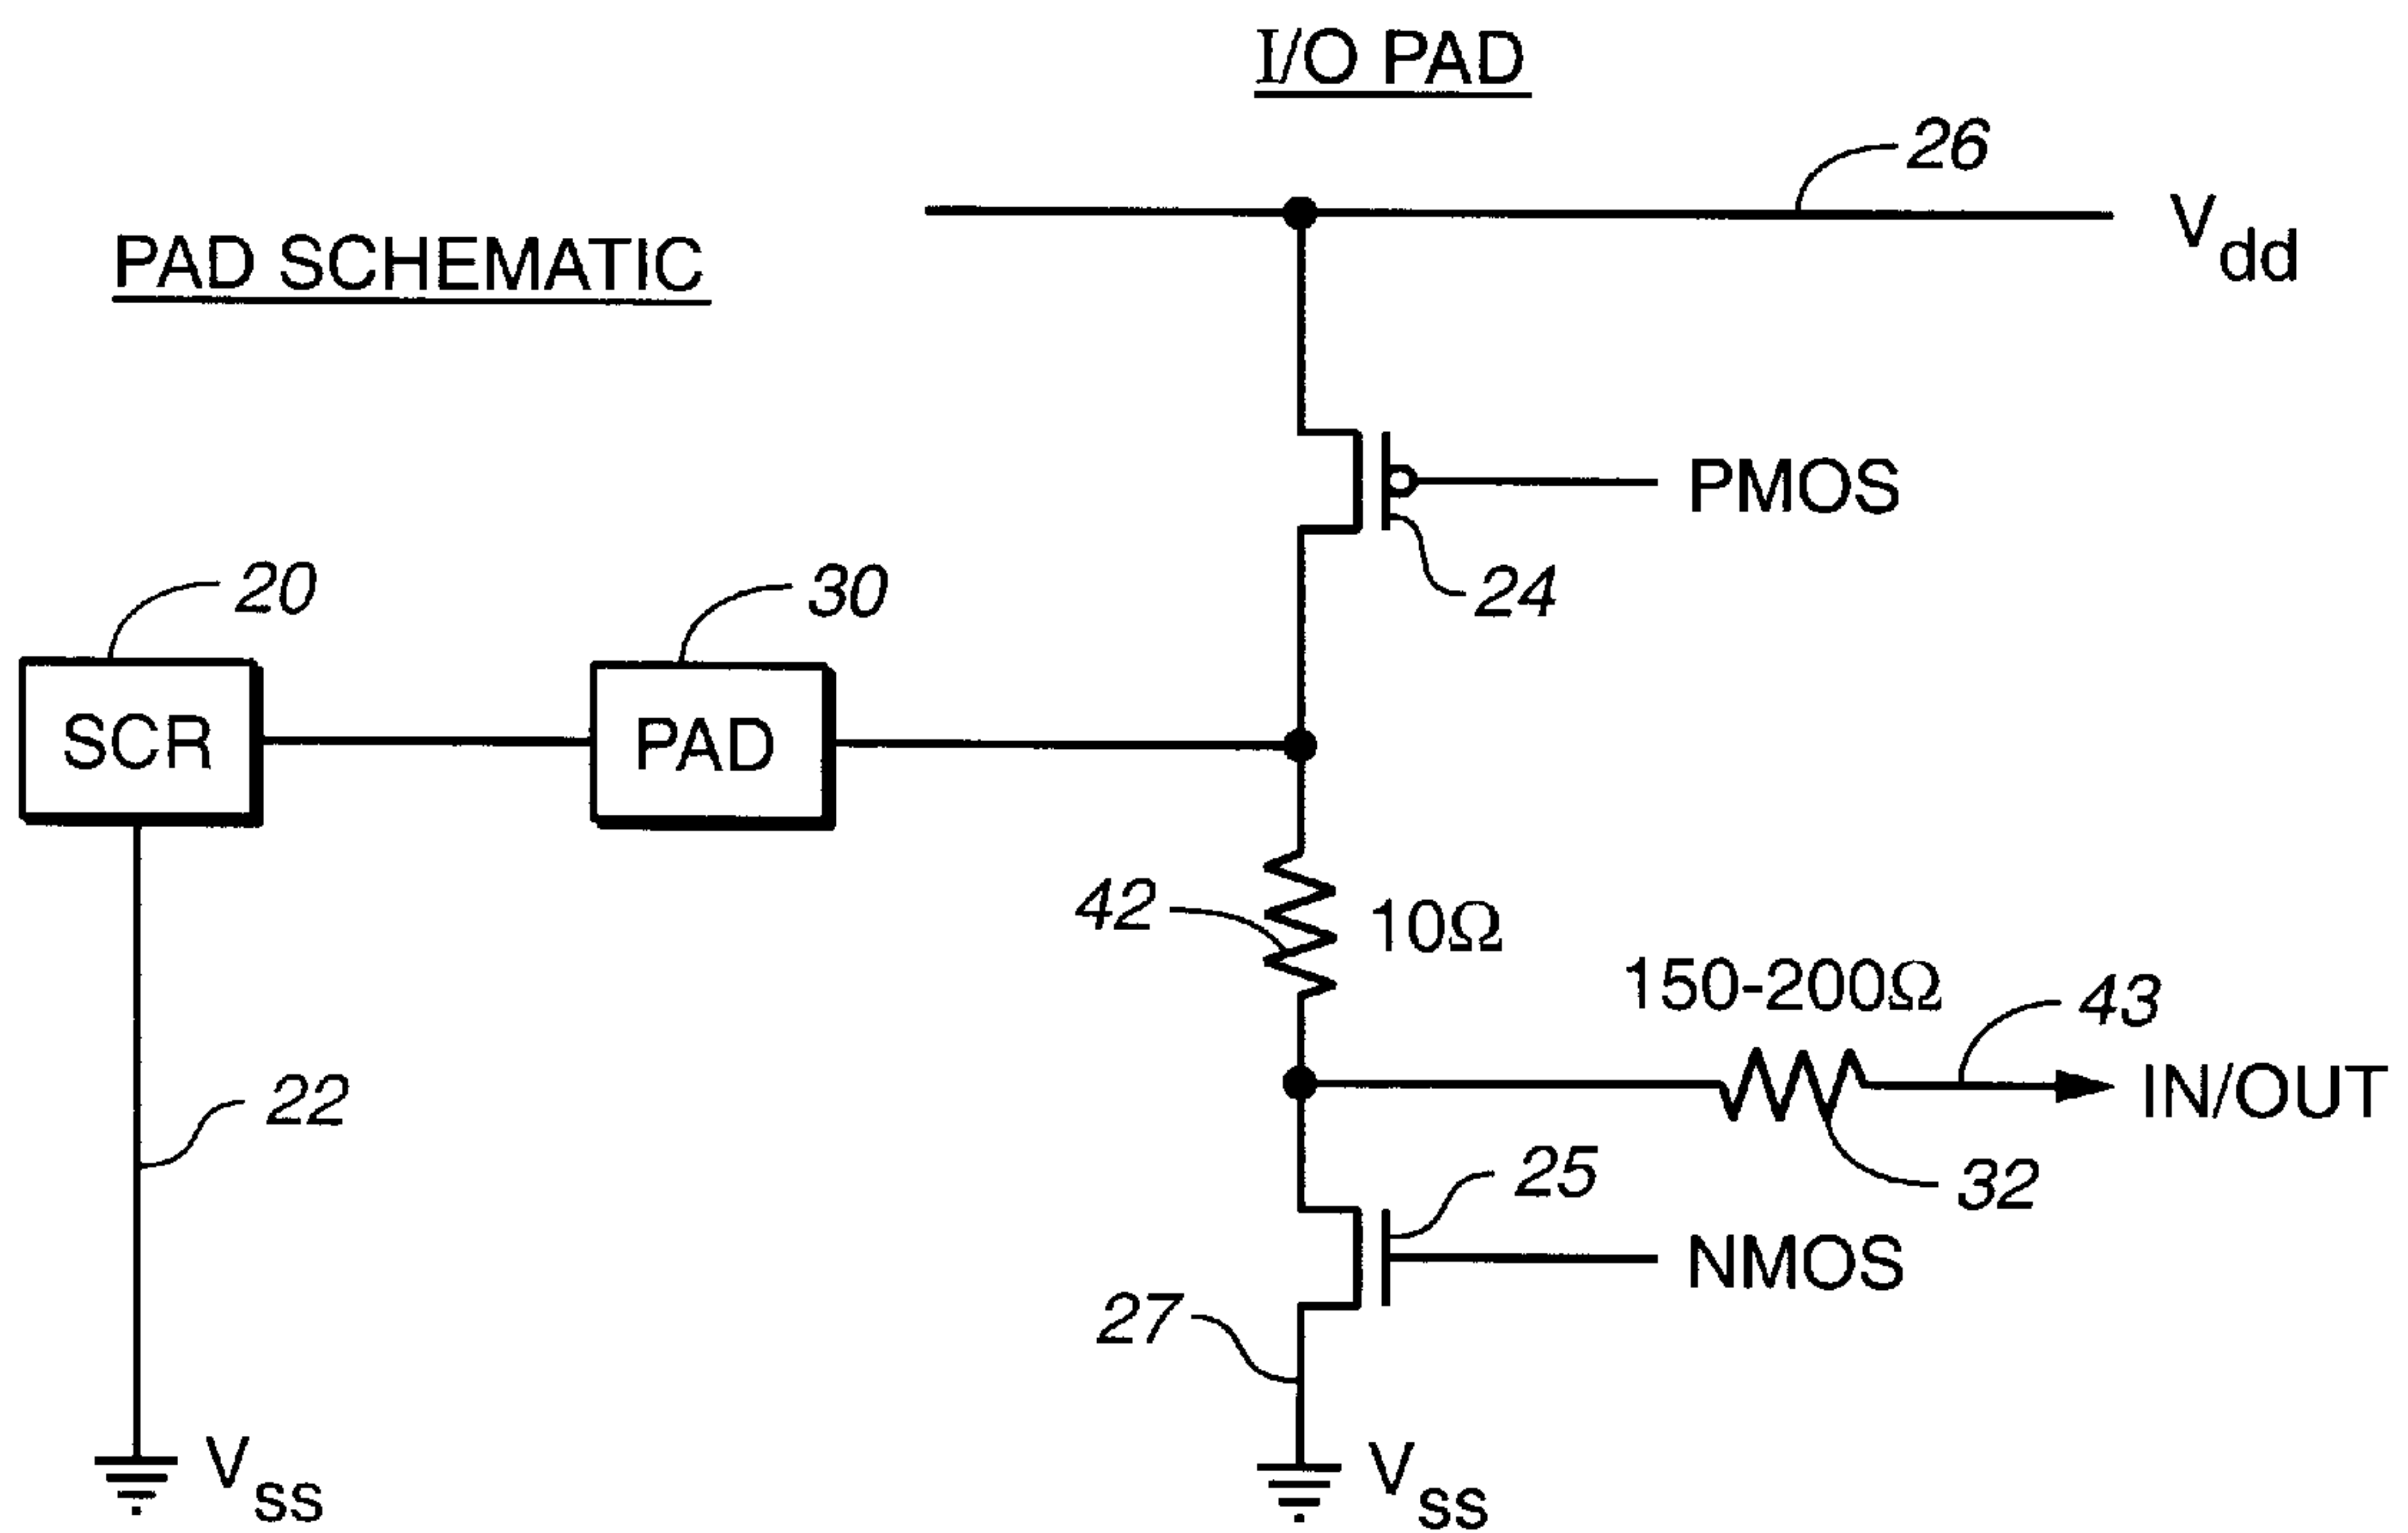 I/O PAD
26
Vdd
PAD SCHEMATIC
PMOS
24
20
30
SCR
PAD
42
10Ω
150-200Ω
43
IN/OUT
22
25
32
NMOS
27
Vss
Vss